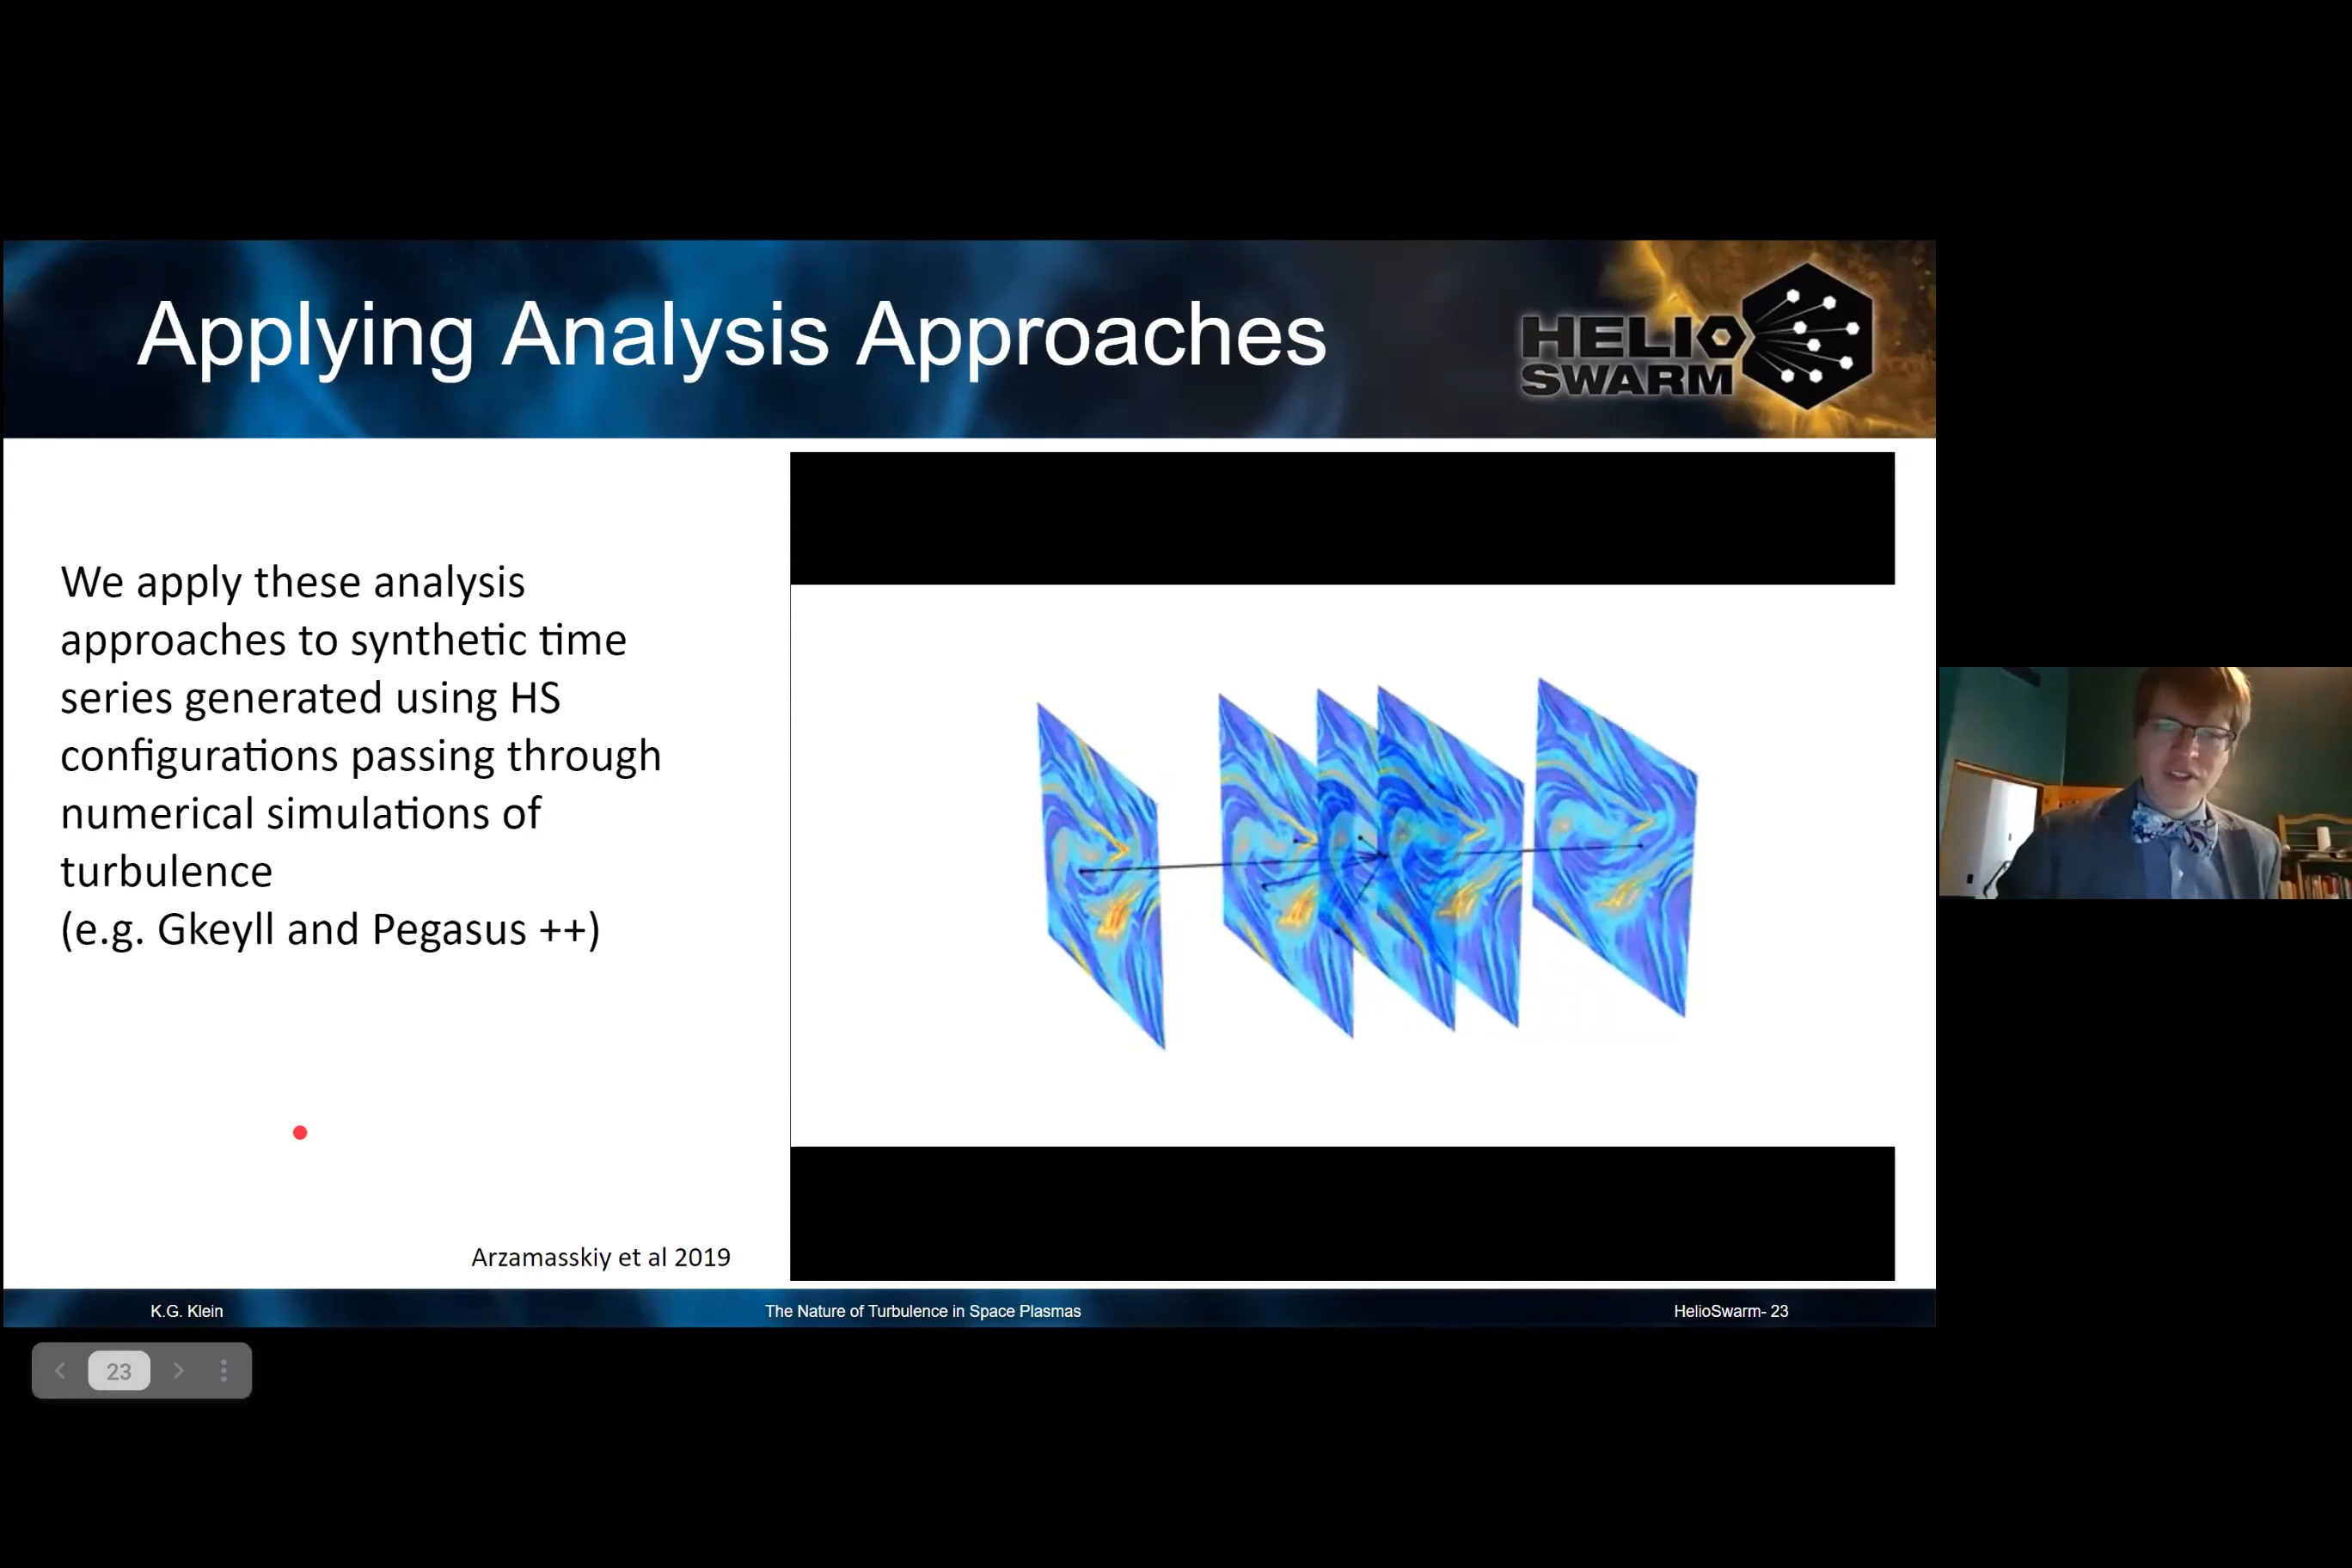 Applying Analysis Approaches
HELIO
SWARM
We apply these analysis
approaches to synthetic time
series generated using HS
configurations passing through
numerical simulations of
turbulence
(e.g. Gkeyll and Pegasus ++)
Arzamasskiy et al 2019
K.G. Klein
The Nature of Turbulence in Space Plasmas
HelioSwarm- 23
23